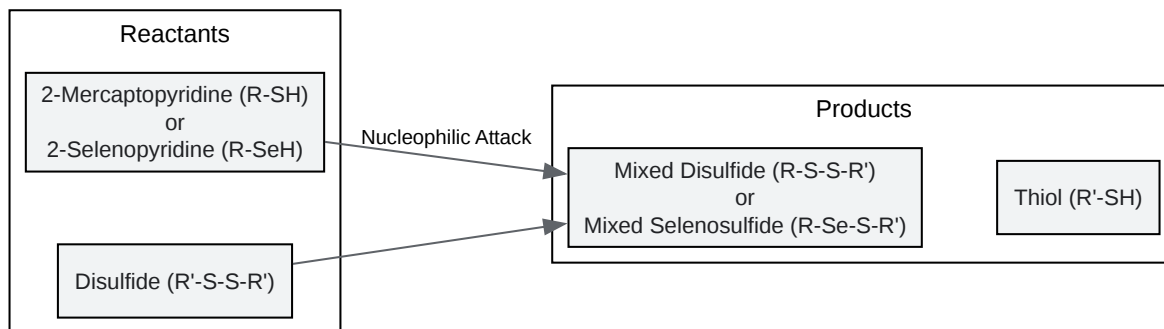 Reactants
2-Mercaptopyridine (R-SH)
or
2-Selenopyridine (R-SeH)
Disulfide (R'-S-S-R')
Nucleophilic Attack
Products
Mixed Disulfide (R-S-S-R')
or
Mixed Selenosulfide (R-Se-S-R')
Thiol (R'-SH)